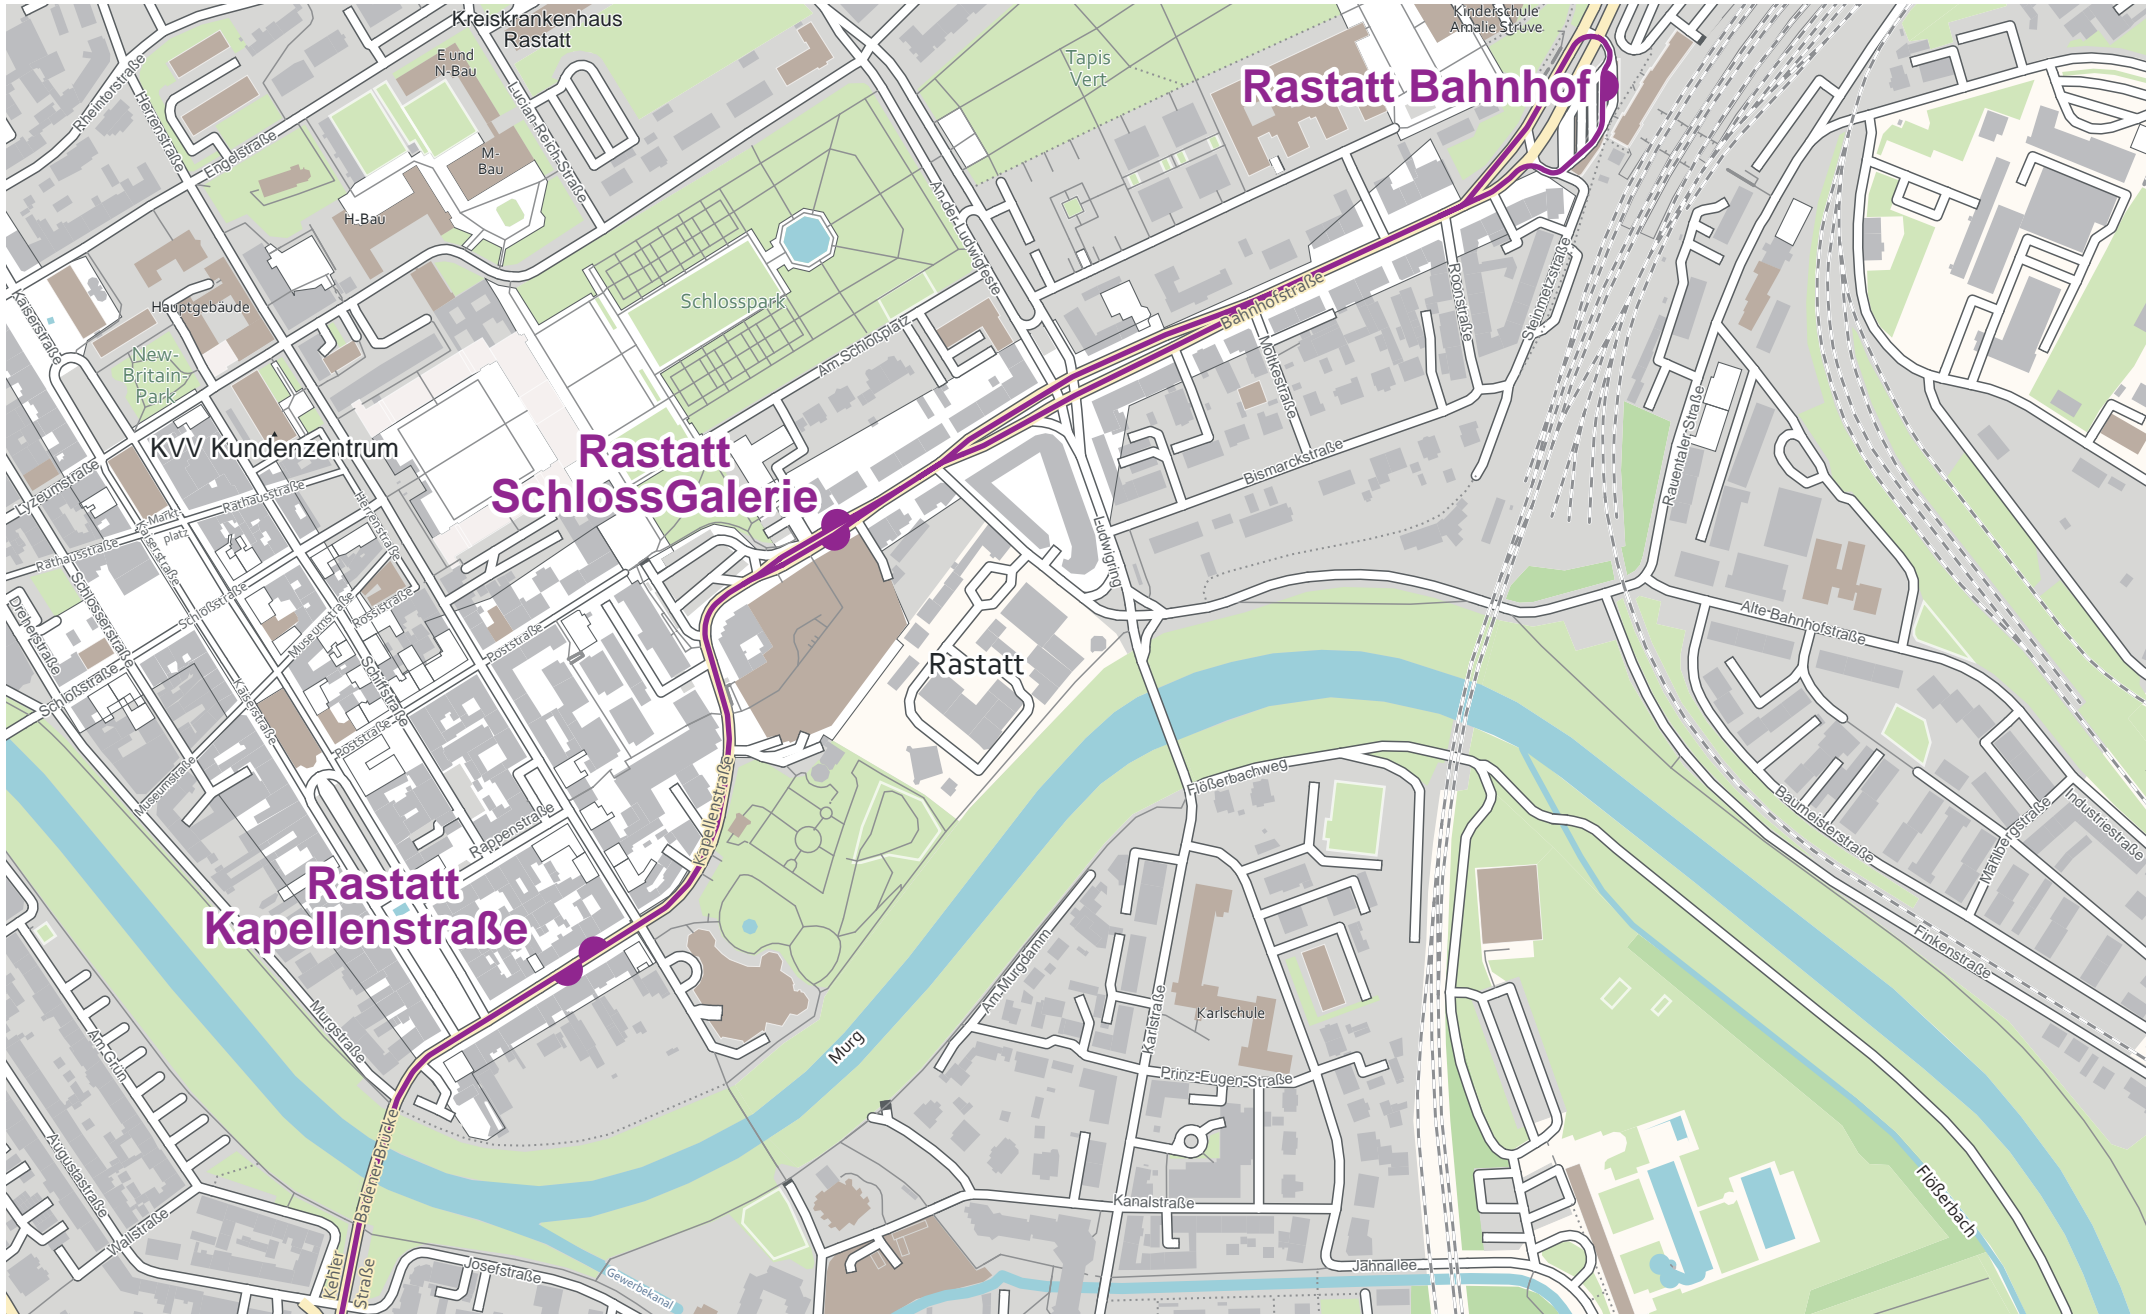 Kreiskrankenhaus
Rastatt
Kinderschule
Amalie Struve
E und
N-Bau
Tapis
Vert
Rastatt Bahnhof
Rheintorstraße
Herrenstraße
Engelstraße
Lucian-Reich-Straße
M-
Bau
H-Bau
An-der-Ludwigfeste
Hauptgebäude
Kaiserstraße
Schlosspark
Am-Schloßplatz
Bahnhofstraße
Roonstraße
Steinmetzstraße
New-
Britain-
Park
Moltkestraße
KVV Kundenzentrum
Rastatt
SchlossGalerie
Bismarckstraße
Rauentaler-Straße
Lyzeumstraße
Rathausstraße
Markt-
platz
Herrenstraße
Kaiserstraße
Rathausstraße
Ludwigring
Dreherstraße
Schlosserstraße
Schloßstraße
Museumstraße
Rossistraße
Poststraße
Alte-Bahnhofstraße
Rastatt
Schloßstraße
Schiffstraße
Kaiserstraße
Poststraße
Museumstraße
Kapellenstraße
Flößerbachweg
Rappenstraße
Baumeisterstraße
Mahlbergstraße
Industriestraße
Rastatt
Kapellenstraße
Finkenstraße
Am-Murgdamm
Murgstraße
Karlstraße
Karlschule
Murg
Am-Grün
Prinz-Eugen-Straße
Badener-Brücke
Augustastraße
Wallstraße
Kanalstraße
Flößerbach
Kehler
Straße
Josefstraße
Gewerbekanal
Jahnallee